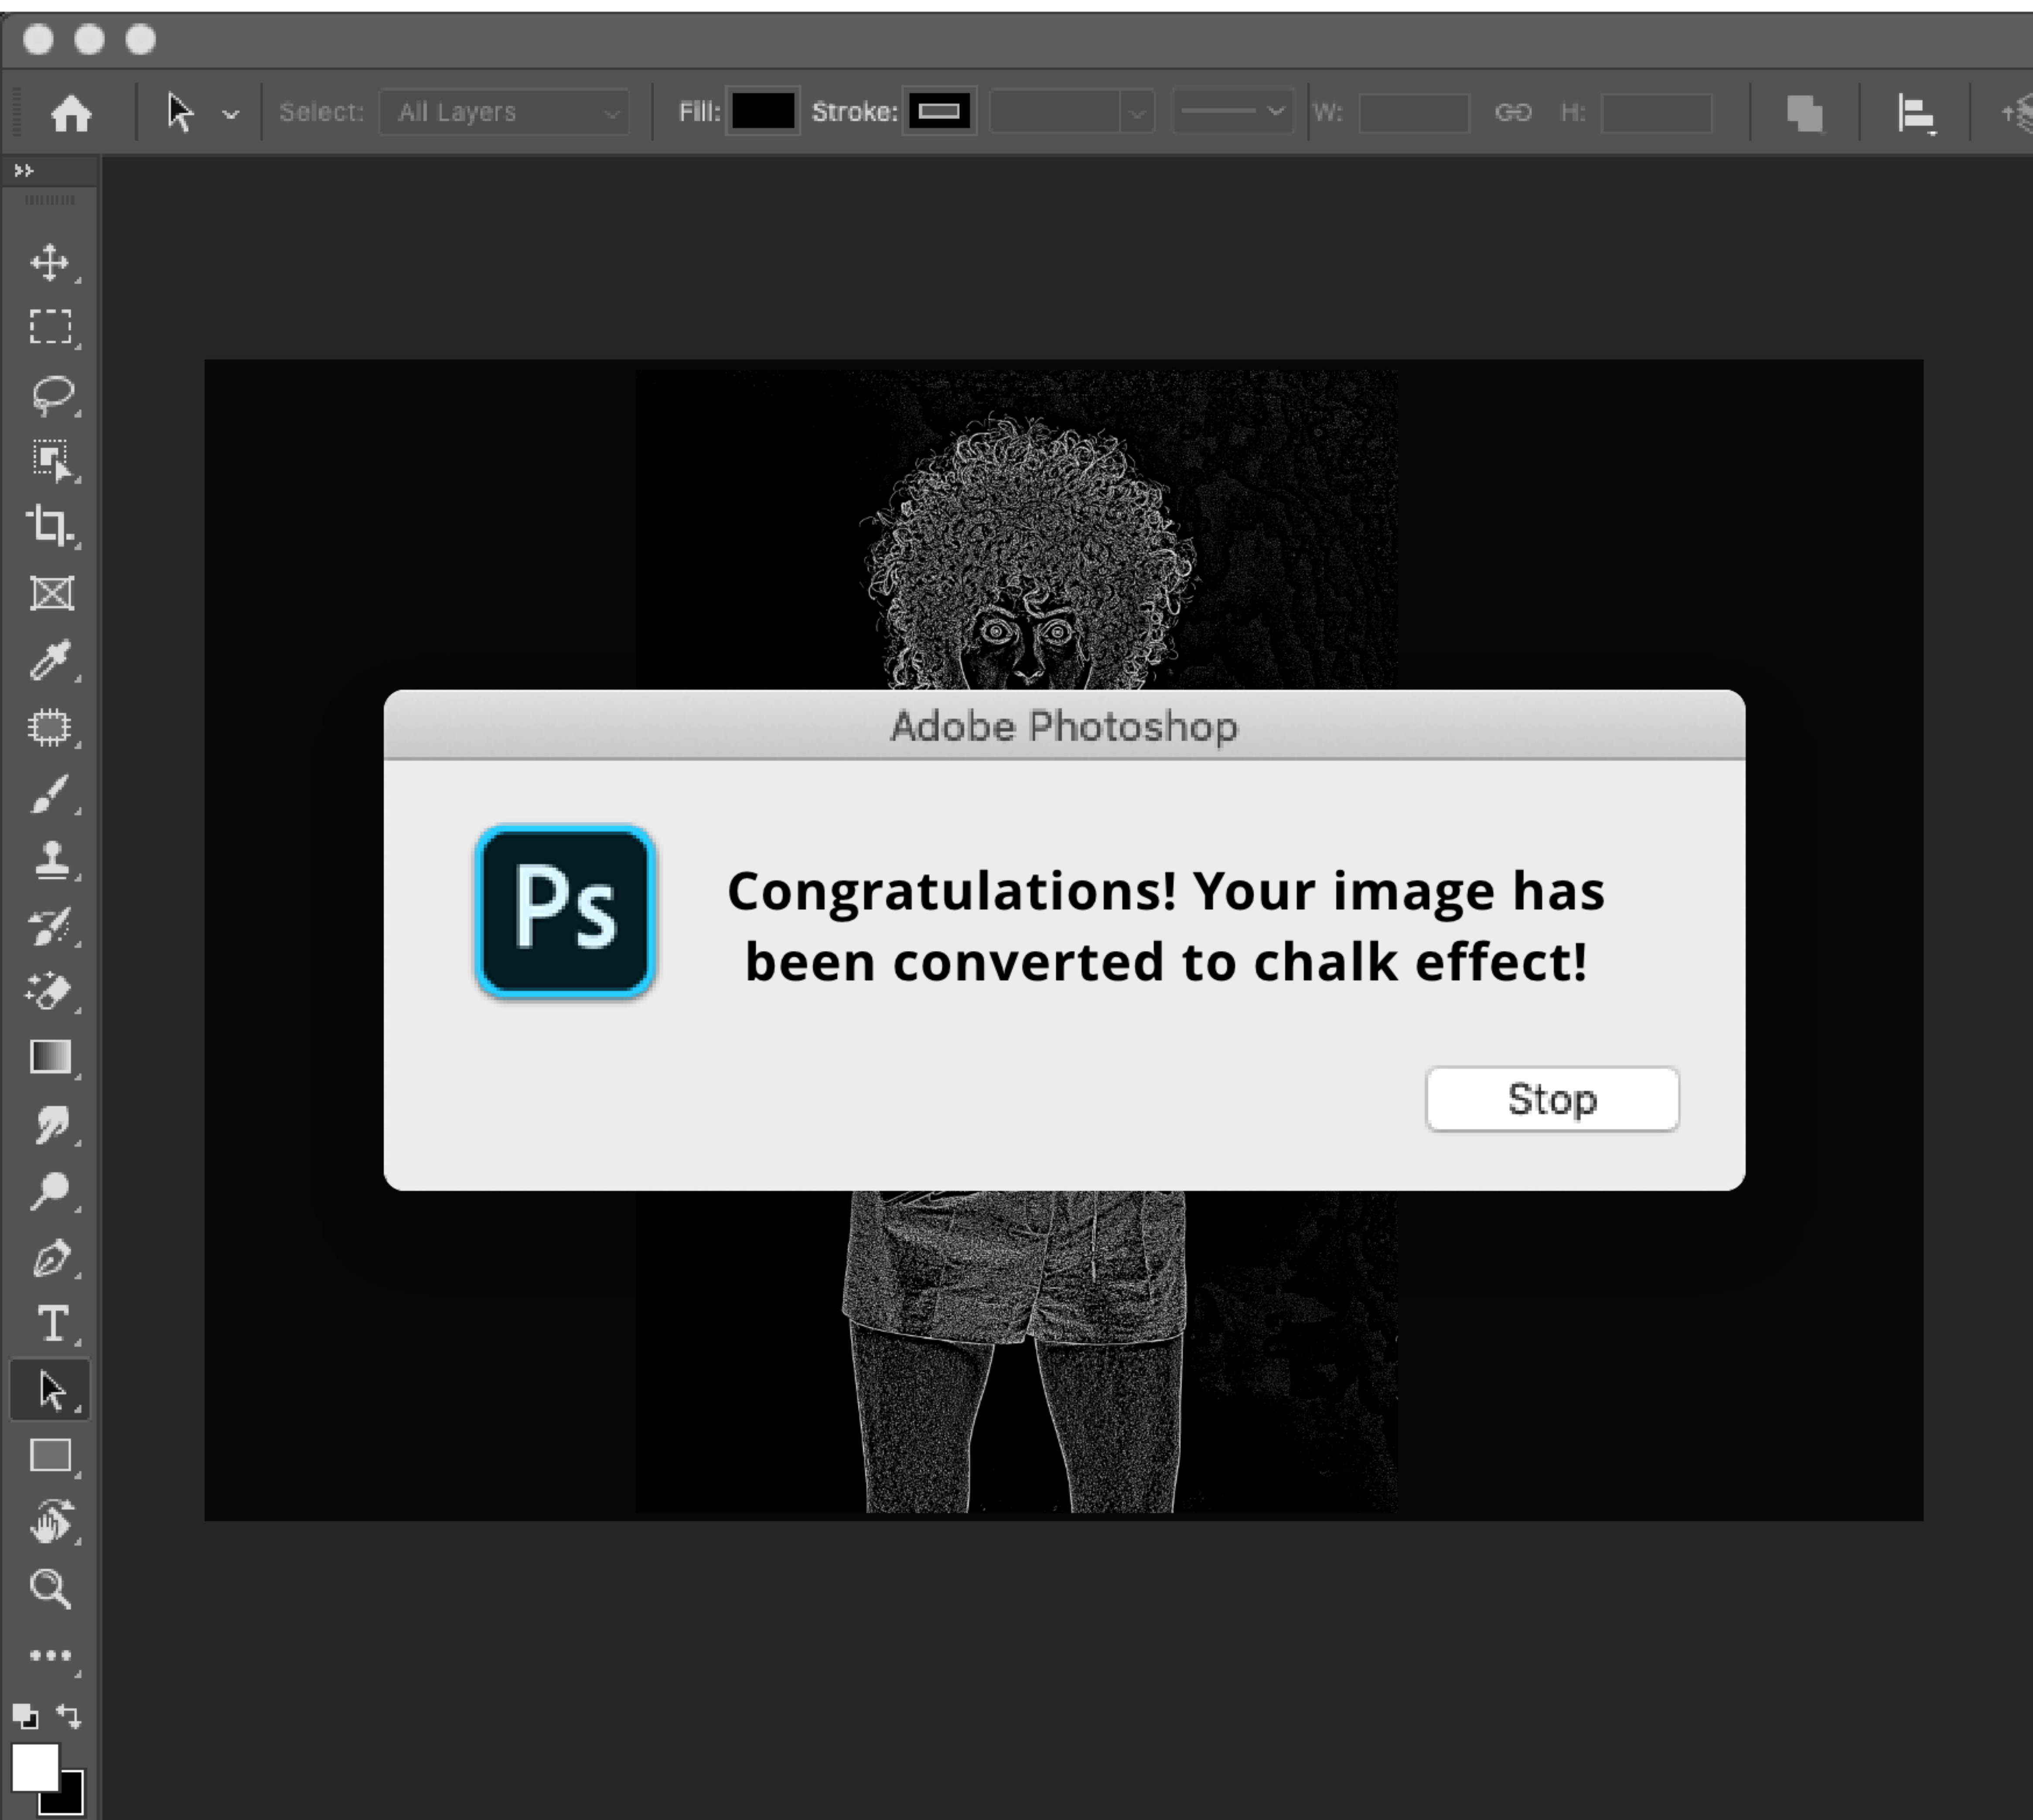 Select: All Layers Fill: Stroke: W: H:
Adobe Photoshop
Ps
Congratulations! Your image has
been converted to chalk effect!
Stop
T